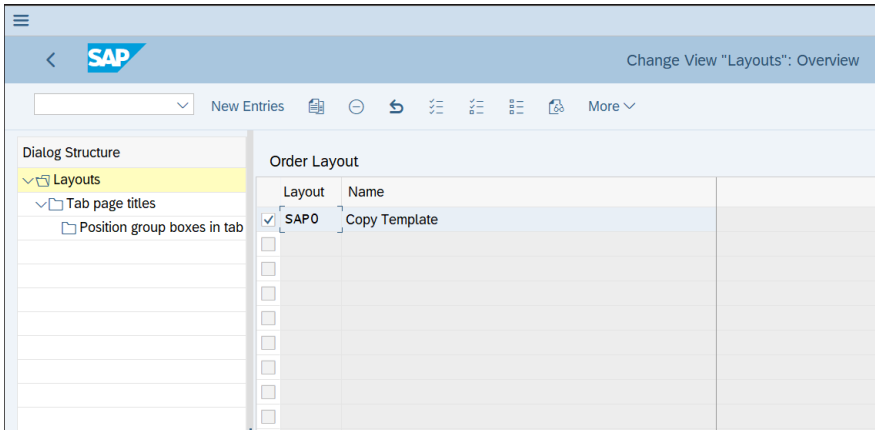 SAP
Change View "Layouts": Overview
New Entries
More
Dialog Structure
Layouts
Tab page titles
Position group boxes in tab
Order Layout
Layout Name
SAP0 Copy Template